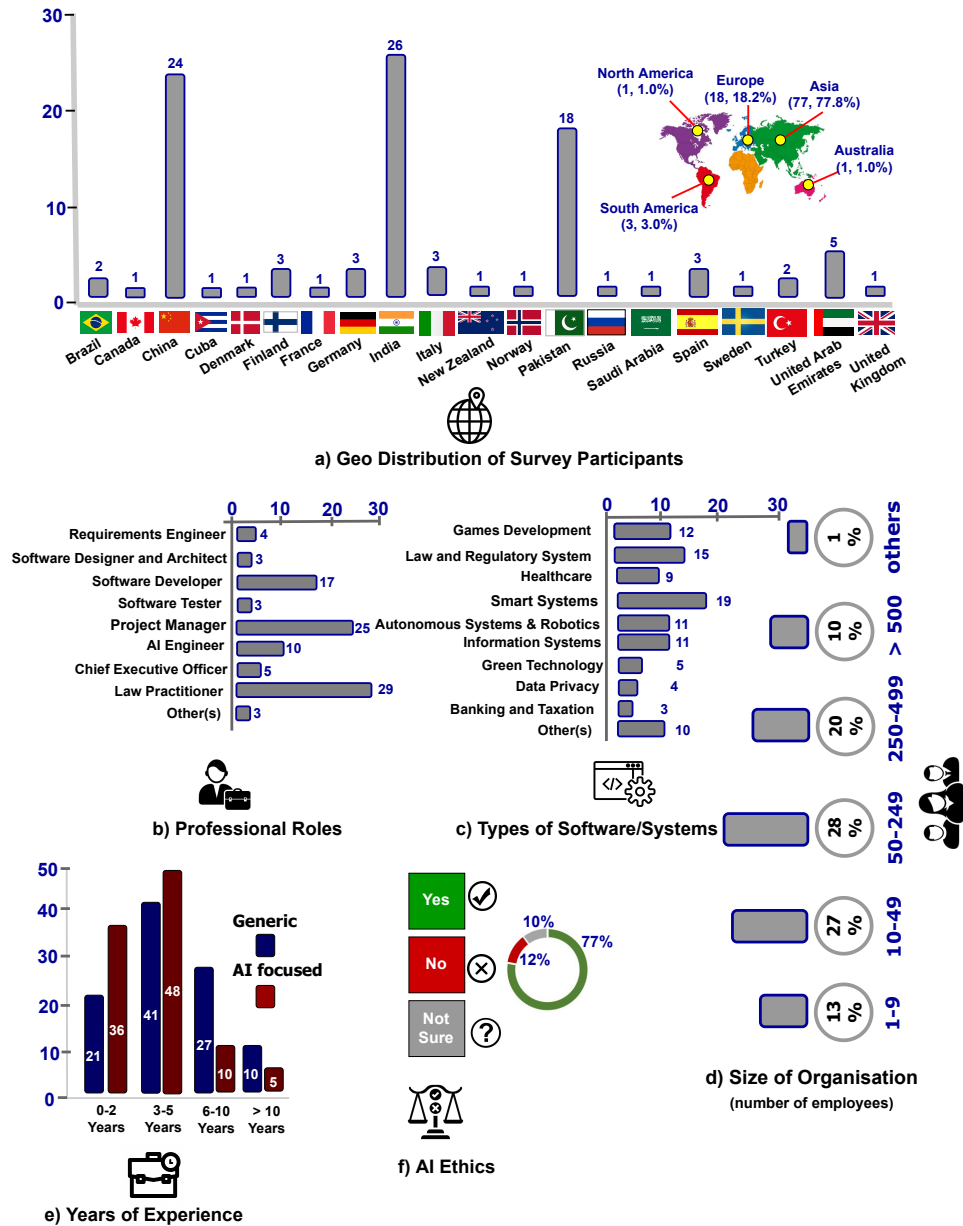 30
20
10
0
2
1
24
1
1
3
1
3
26
3
1
1
18
1
1
3
1
2
5
1
North America
(1, 1.0%)
Europe
(18, 18.2%)
Asia
(77, 77.8%)
Australia
(1, 1.0%)
South America
(3, 3.0%)
Brazil
Canada
China
Cuba
Denmark
Finland
France
Germany
India
Italy
New Zealand
Norway
Pakistan
Russia
Saudi Arabia
Spain
Sweden
Turkey
United Arab
Emirates
United
Kingdom
a) Geo Distribution of Survey Participants
0 10 20 30
Requirements Engineer 4
Software Designer and Architect 3
Software Developer 17
Software Tester 3
Project Manager 25
AI Engineer 10
Chief Executive Officer 5
Law Practitioner 29
Other(s) 3
b) Professional Roles
0 10 20 30
Games Development 12
Law and Regulatory System 15
Healthcare 9
Smart Systems 19
Autonomous Systems & Robotics 11
Information Systems 11
Green Technology 5
Data Privacy 4
Banking and Taxation 3
Other(s) 10
</>
c) Types of Software/Systems
1 % others
10 % > 500
20 % 250-499
28 % 50-249
27 % 10-49
13 % 1-9
d) Size of Organisation
(number of employees)
50
40
30
20
10
0
Generic
AI focused
21
36
41
48
27
10
10
5
0-2
Years
3-5
Years
6-10
Years
> 10
Years
e) Years of Experience
Yes
No
Not
Sure
?
10%
77%
12%
f) AI Ethics